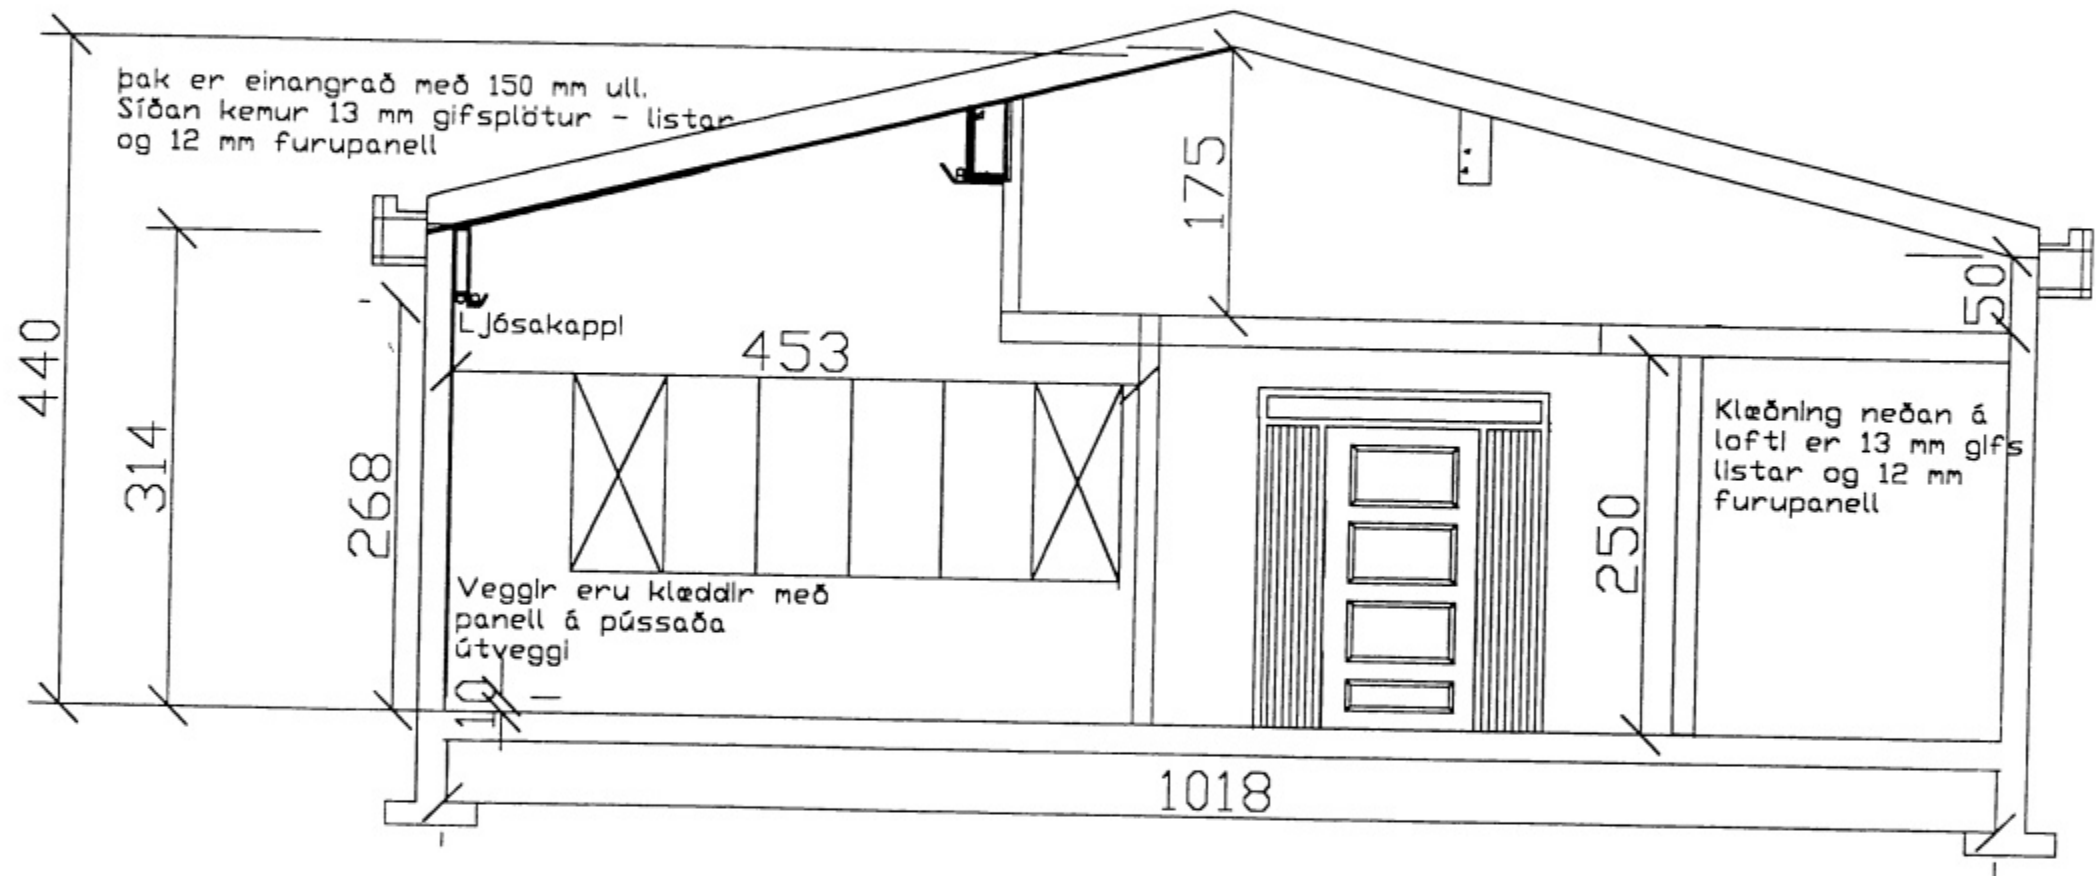 þak er einangrað með 150 mm ull.
Síðan kemur 13 mm gifsplötur - listar
og 12 mm furupanell
175
50
440
314
268
Ljósakappi
453
Klæðning neðan á
lofti er 13 mm gifs
listar og 12 mm
furupanell
250
Veggir eru klæddir með
panell á pússaða
útveggi
10
1018